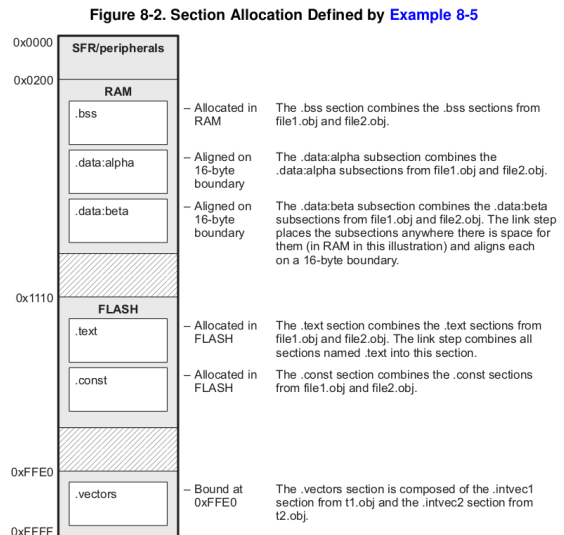 Figure 8-2. Section Allocation Defined by Example 8-5
0x0000
SFR/peripherals
0x0200
RAM
.bss
– Allocated in
RAM
The .bss section combines the .bss sections from
file1.obj and file2.obj.
.data:alpha
– Aligned on
16-byte
boundary
The .data:alpha subsection combines the
.data:alpha subsections from file1.obj and file2.obj.
.data:beta
– Aligned on
16-byte
boundary
The .data:beta subsection combines the .data:beta
subsections from file1.obj and file2.obj. The link step
places the subsections anywhere there is space for
them (in RAM in this illustration) and aligns each
on a 16-byte boundary.
0x1110
FLASH
.text
– Allocated in
FLASH
The .text section combines the .text sections from
file1.obj and file2.obj. The link step combines all
sections named .text into this section.
.const
– Allocated in
FLASH
The .const section combines the .const sections
from file1.obj and file2.obj.
0xFFE0
.vectors
– Bound at
0xFFE0
The .vectors section is composed of the .intvec1
section from t1.obj and the .intvec2 section from
t2.obj.
0xFFFF